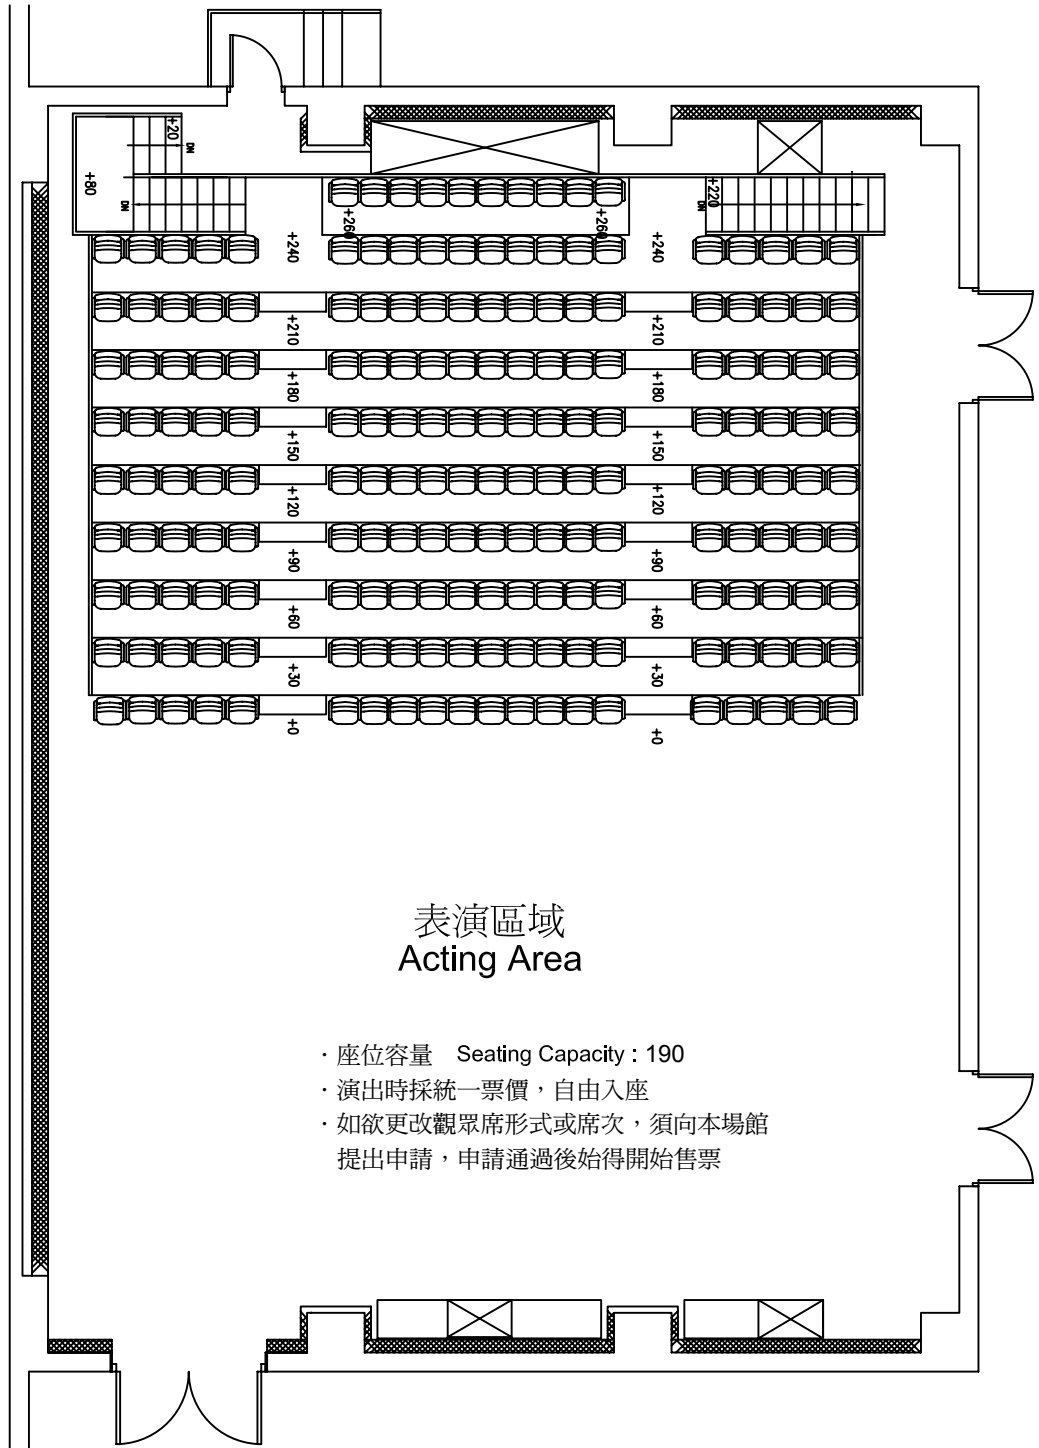 +20
DN
+80
DN
+260
+260
+220
DN
+240
+240
+210
+210
+180
+180
+150
+150
+120
+120
+90
+90
+60
+60
+30
+30
+0
+0
表演區域
Acting Area
·座位容量 Seating Capacity : 190
·演出時採統一票價，自由入座
·如欲更改觀眾席形式或席次，須向本場館
提出申請，申請通過後始得開始售票